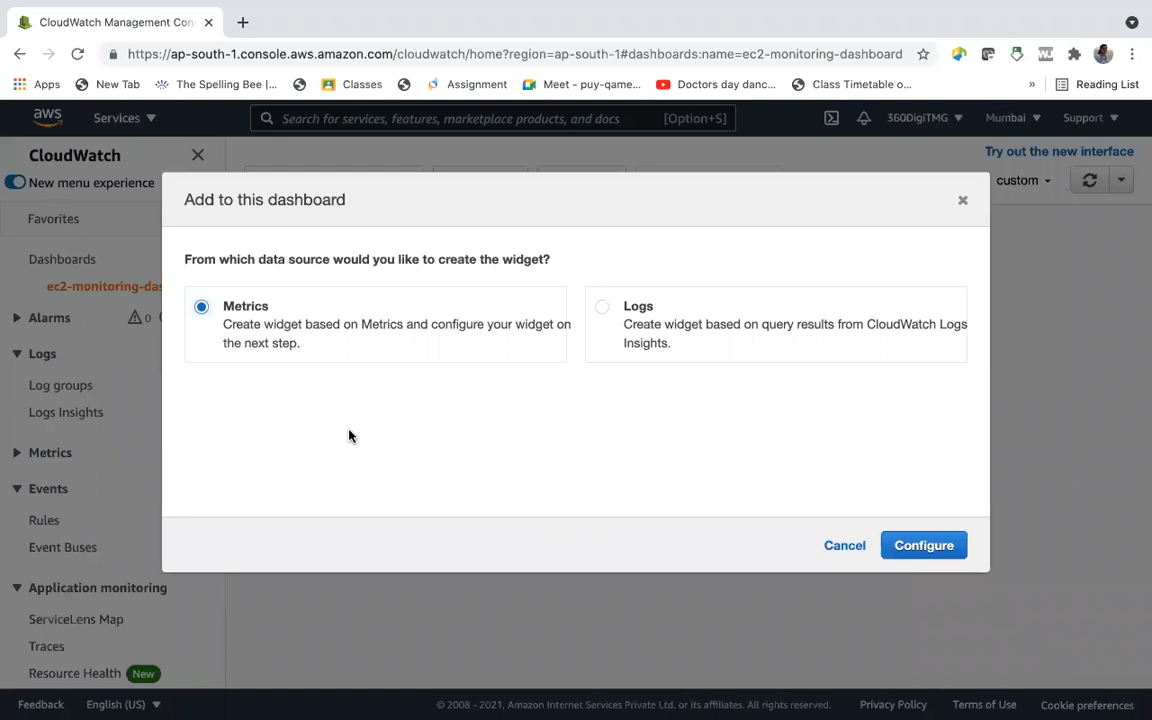 CloudWatch Management Con
https://ap-south-1.console.aws.amazon.com/cloudwatch/home?region=ap-south-1#dashboards:name=ec2-monitoring-dashboard
Apps New Tab The Spelling Bee |... Classes Assignment Meet - puy-qame... Doctors day danc... Class Timetable o... » Reading List
aws Services Search for services, features, marketplace products, and docs [Option+S] 360DigiTMG Mumbai Support
CloudWatch
Try out the new interface
New menu experience
custom
Favorites
Dashboards
ec2-monitoring-das
Alarms 0
Logs
Log groups
Logs Insights
Metrics
Events
Rules
Event Buses
Application monitoring
ServiceLens Map
Traces
Resource Health New
Add to this dashboard
From which data source would you like to create the widget?
Metrics
Create widget based on Metrics and configure your widget on
the next step.
Logs
Create widget based on query results from CloudWatch Logs
Insights.
Cancel Configure
Feedback English (US) © 2008 - 2021, Amazon Internet Services Private Ltd. or its affiliates. All rights reserved. Privacy Policy Terms of Use Cookie preferences